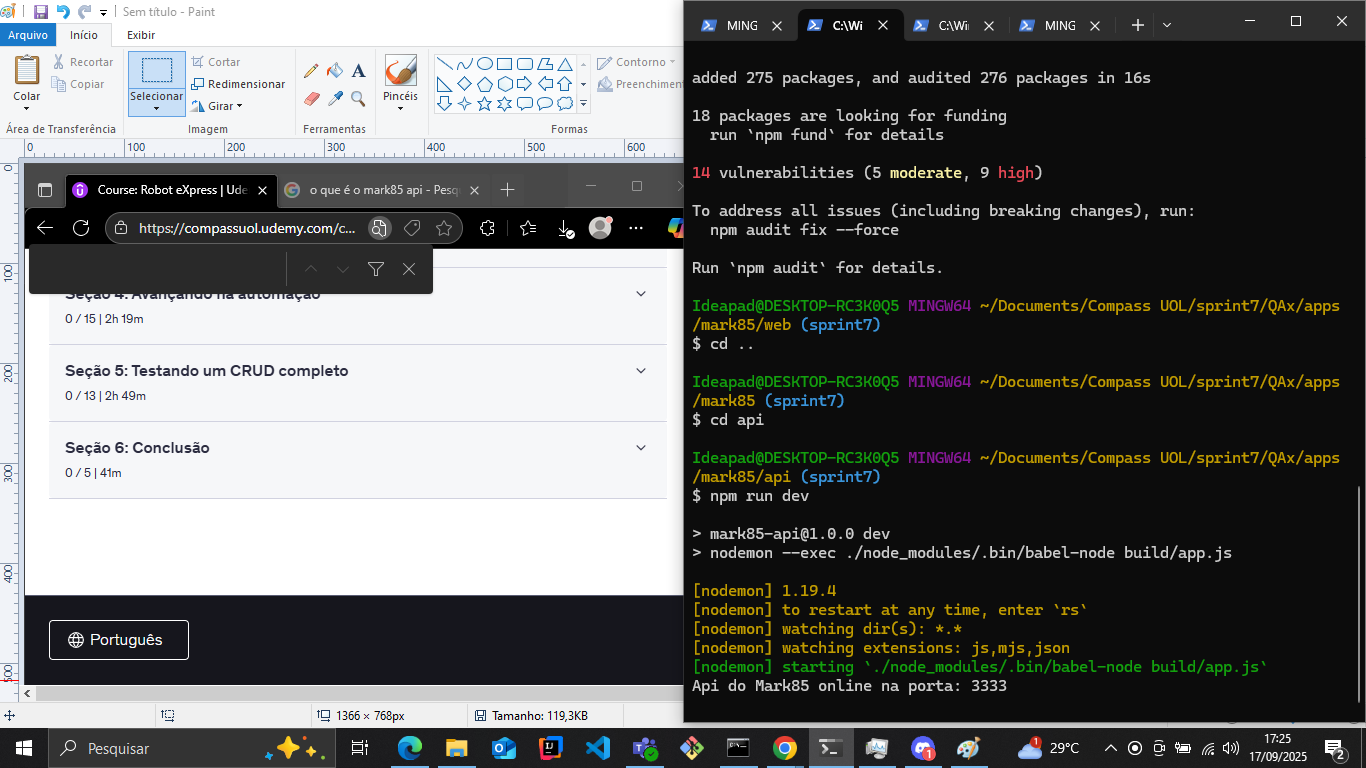 Sem título - Paint
Arquivo
Início
Exibir
Colar
Recortar
Copiar
Área de Transferência
Selecionar
Cortar
Redimensionar
Girar
Imagem
A
Ferramentas
Pincéis
Contorno
Preenchimen
Formas
0 100 200 300 400 500 600
0
100
200
300
400
500
Course: Robot eXpress | Ude
o que é o mark85 api - Pesq
https://compassuol.udemy.com/c...
Seção 4: Avançando na automação
0 / 15 | 2h 19m
Seção 5: Testando um CRUD completo
0 / 13 | 2h 49m
Seção 6: Conclusão
0 / 5 | 41m
Português
1366 × 768px
Tamanho: 119,3KB
MING
C:\Wi
C:\Wi
MING
added 275 packages, and audited 276 packages in 16s
18 packages are looking for funding
run `npm fund` for details
14 vulnerabilities (5 moderate, 9 high)
To address all issues (including breaking changes), run:
npm audit fix --force
Run `npm audit` for details.
Ideapad@DESKTOP-RC3K0Q5 MINGW64 ~/Documents/Compass UOL/sprint7/QAx/apps
/mark85/web (sprint7)
$ cd ..
Ideapad@DESKTOP-RC3K0Q5 MINGW64 ~/Documents/Compass UOL/sprint7/QAx/apps
/mark85 (sprint7)
$ cd api
Ideapad@DESKTOP-RC3K0Q5 MINGW64 ~/Documents/Compass UOL/sprint7/QAx/apps
/mark85/api (sprint7)
$ npm run dev
> mark85-api@1.0.0 dev
> nodemon --exec ./node_modules/.bin/babel-node build/app.js
[nodemon] 1.19.4
[nodemon] to restart at any time, enter `rs`
[nodemon] watching dir(s): *.*
[nodemon] watching extensions: js,mjs,json
[nodemon] starting `./node_modules/.bin/babel-node build/app.js`
Api do Mark85 online na porta: 3333
Pesquisar
1
1
29°C
17:25
17/09/2025
2